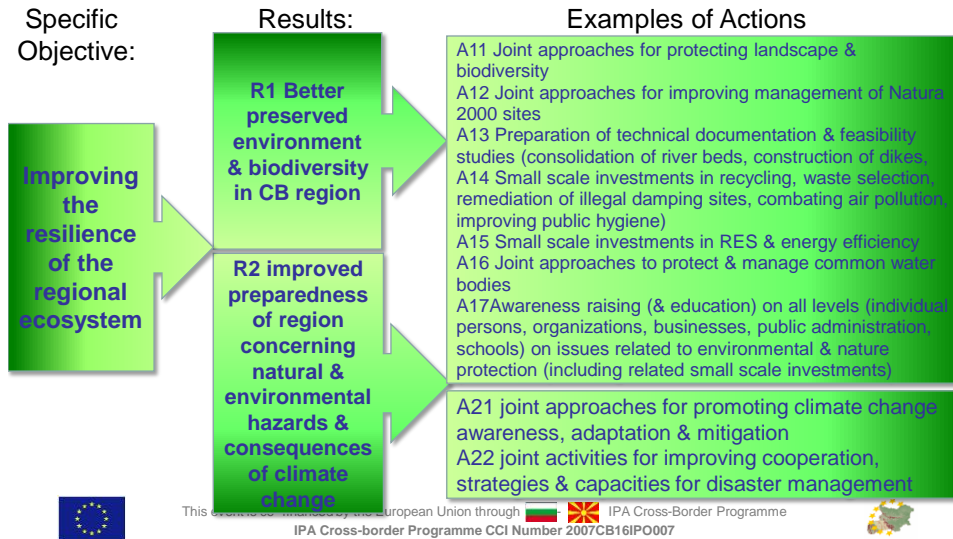 Specific
Objective:
Results:
Examples of Actions
Improving
the
resilience
of the
regional
ecosystem
R1 Better
preserved
environment
& biodiversity
in CB region
R2 improved
preparedness
of region
concerning
natural &
environmental
hazards &
consequences
of climate
change
A11 Joint approaches for protecting landscape &
biodiversity
A12 Joint approaches for improving management of Natura
2000 sites
A13 Preparation of technical documentation & feasibility
studies (consolidation of river beds, construction of dikes,
A14 Small scale investments in recycling, waste selection,
remediation of illegal damping sites, combating air pollution,
improving public hygiene)
A15 Small scale investments in RES & energy efficiency
A16 Joint approaches to protect & manage common water
bodies
A17Awareness raising (& education) on all levels (individual
persons, organizations, businesses, public administration,
schools) on issues related to environmental & nature
protection (including related small scale investments)
A21 joint approaches for promoting climate change
awareness, adaptation & mitigation
A22 joint activities for improving cooperation,
strategies & capacities for disaster management
This financed by the European Union through - IPA Cross-border Programme
IPA Cross-border Programme CCI Number 2007CB16IPO007